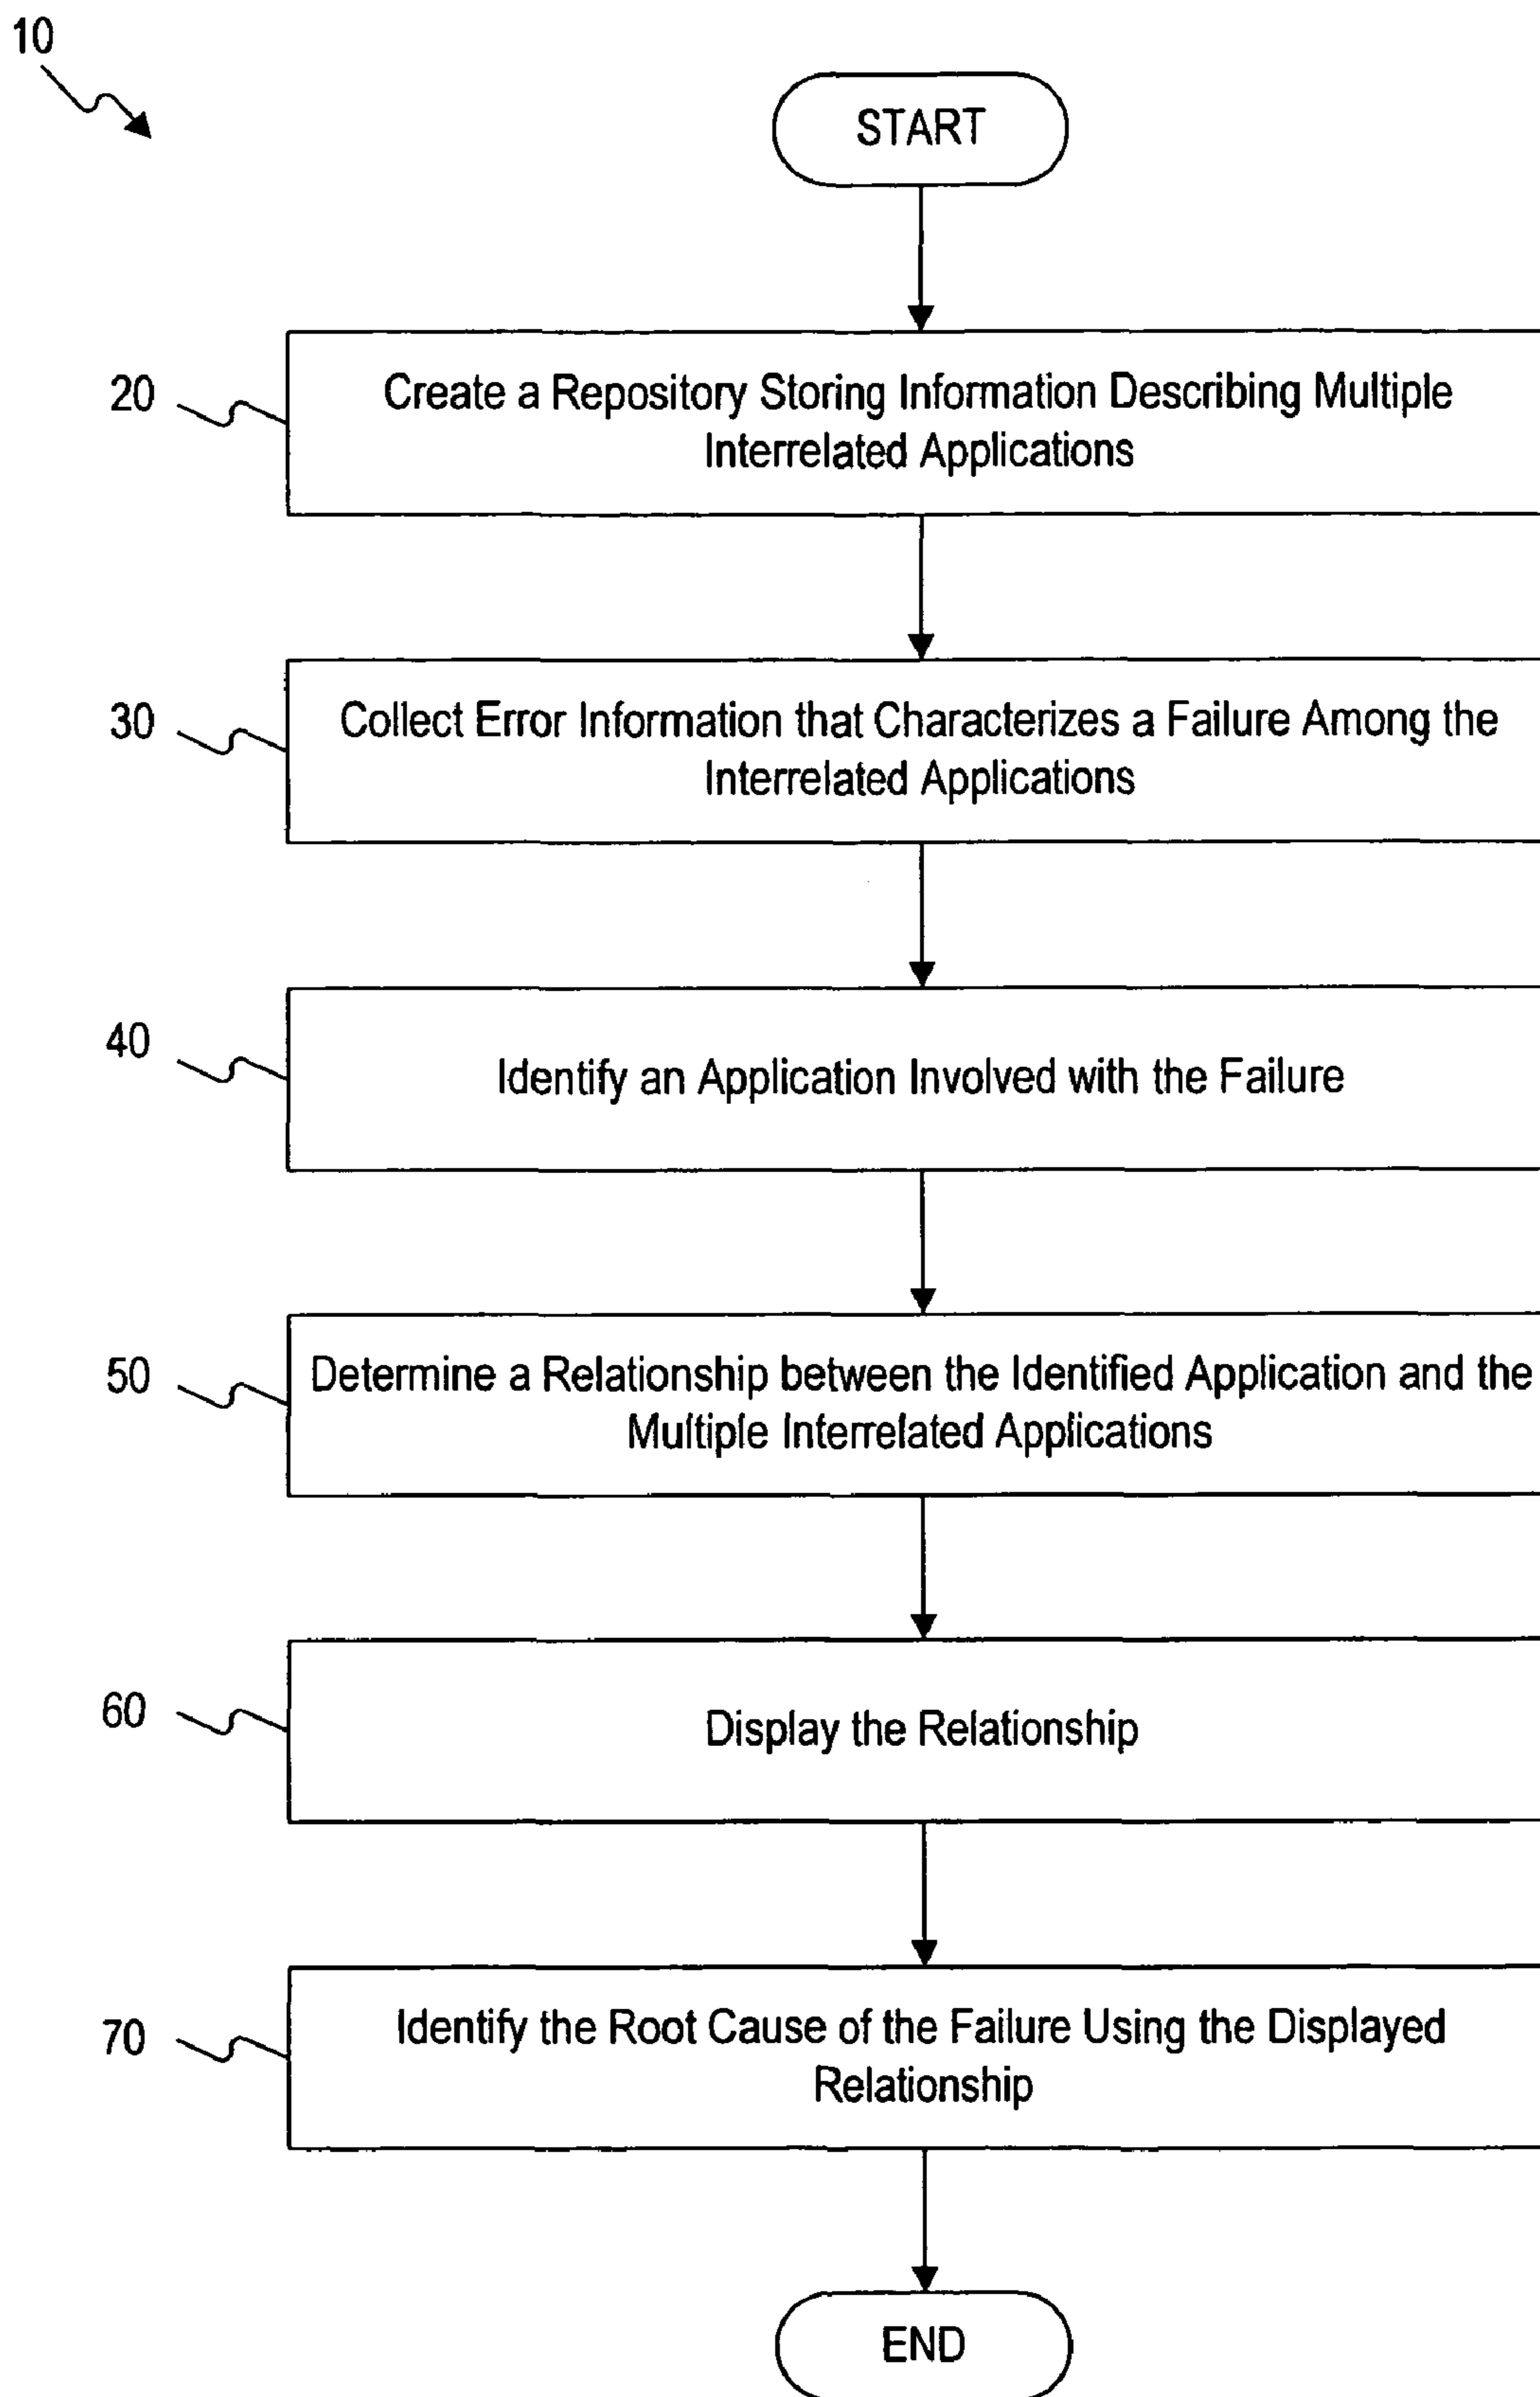 10
START
20
Create a Repository Storing Information Describing Multiple
Interrelated Applications
30
Collect Error Information that Characterizes a Failure Among the
Interrelated Applications
40
Identify an Application Involved with the Failure
50
Determine a Relationship between the Identified Application and the
Multiple Interrelated Applications
60
Display the Relationship
70
Identify the Root Cause of the Failure Using the Displayed
Relationship
END